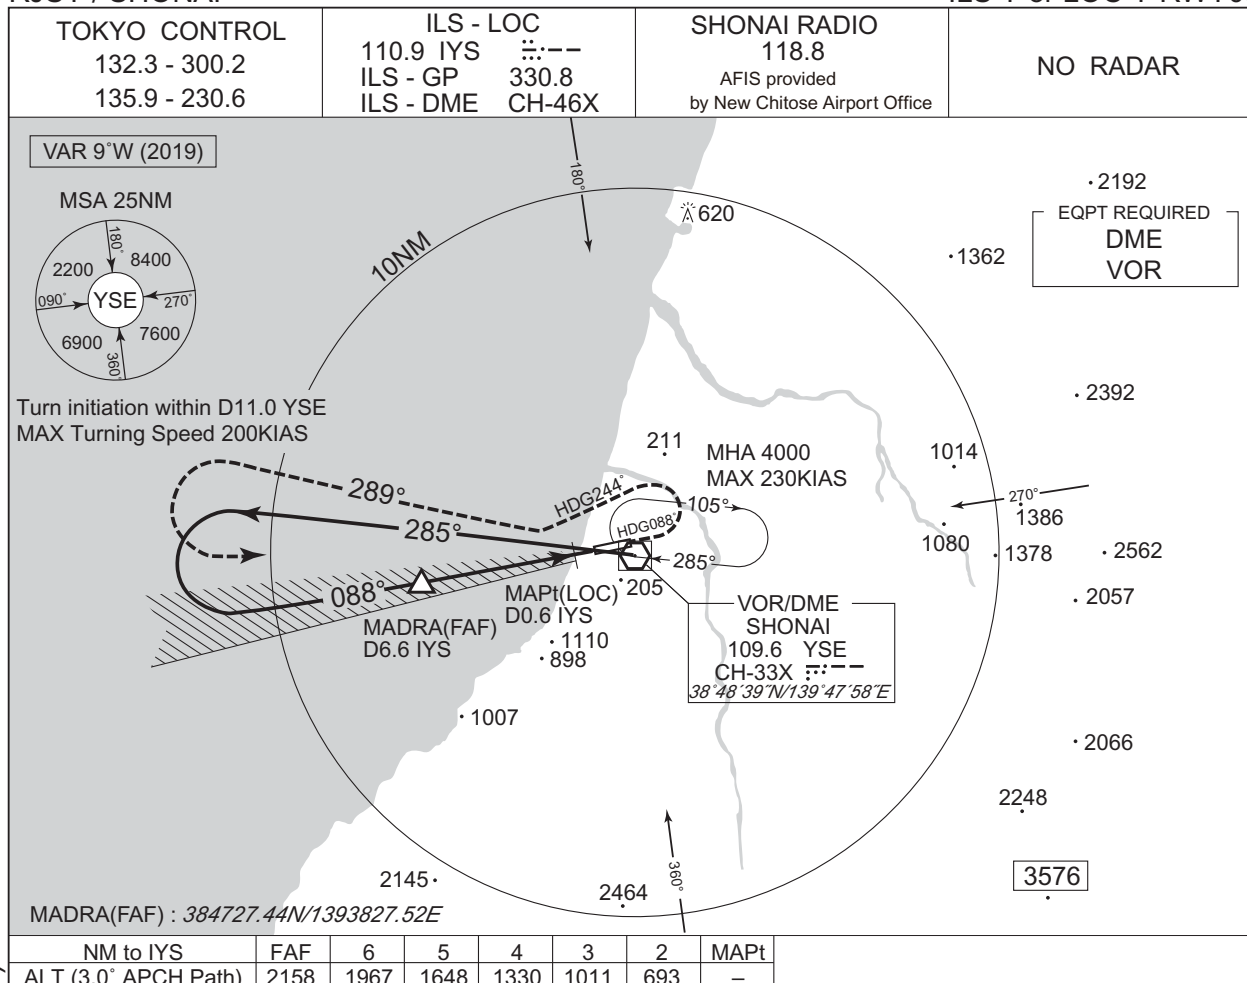 TOKYO CONTROL
132.3 - 300.2
135.9 - 230.6
ILS - LOC
110.9 IYS
ILS - GP 330.8
ILS - DME CH-46X
SHONAI RADIO
118.8
AFIS provided
by New Chitose Airport Office
NO RADAR
VAR 9°W (2019)
MSA 25NM
180°
2200
8400
090°
YSE
270°
6900
7600
360°
180°
10NM
620
2192
EQPT REQUIRED
DME
VOR
1362
Turn initiation within D11.0 YSE
MAX Turning Speed 200KIAS
2392
211
MHA 4000
MAX 230KIAS
1014
289°
HDG244°
105°
270°
1386
285°
HDG088°
1080
1378
2562
285°
088°
MAPt(LOC)
D0.6 IYS
205
2057
MADRA(FAF)
D6.6 IYS
1110
898
VOR/DME
SHONAI
109.6 YSE
CH-33X
38°48´39˝N/139°47´58˝E
1007
2066
2248
360°
3576
2145
2464
MADRA(FAF) : 384727.44N/1393827.52E
NM to IYS FAF 6 5 4 3 2 MAPt
ALT (3.0° APCH Path) 2158 1967 1648 1330 1011 693 –